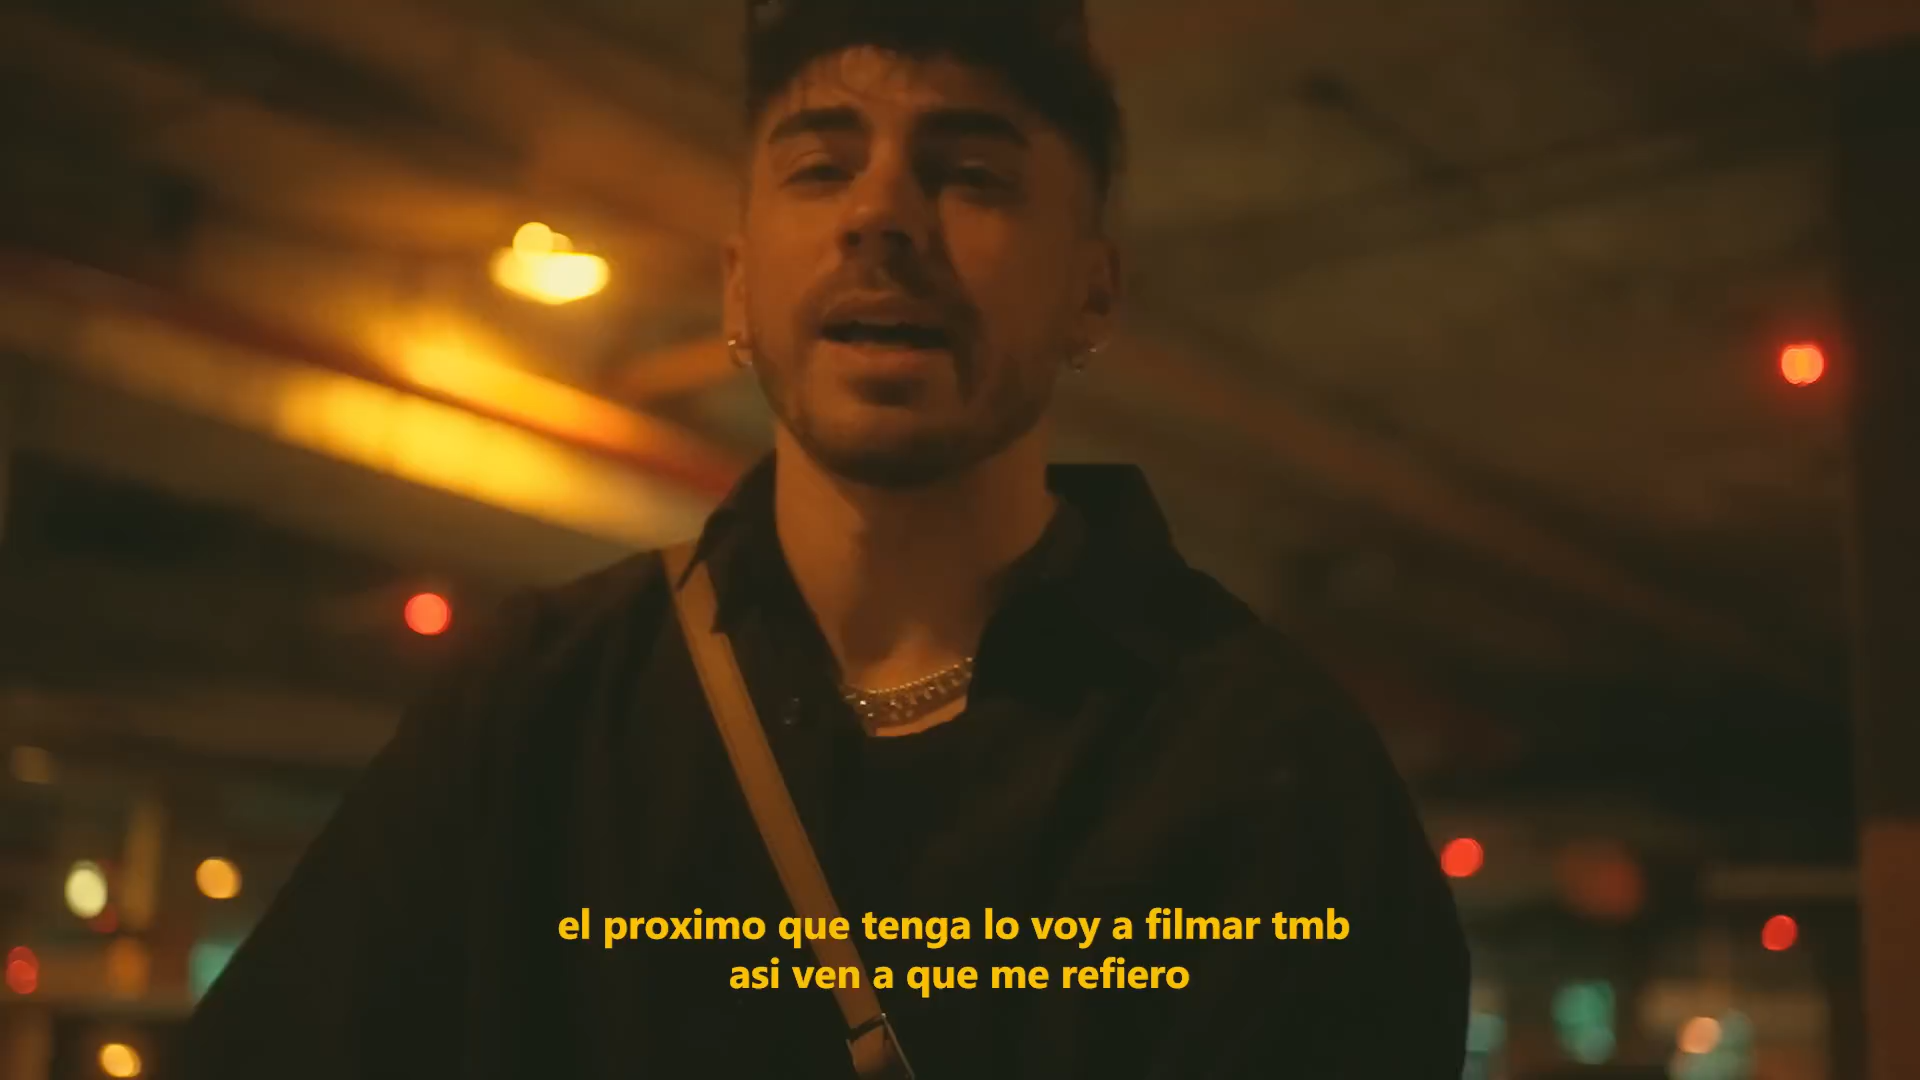 el proximo que tenga lo voy a filmar tmb
asi ven a que me refiero